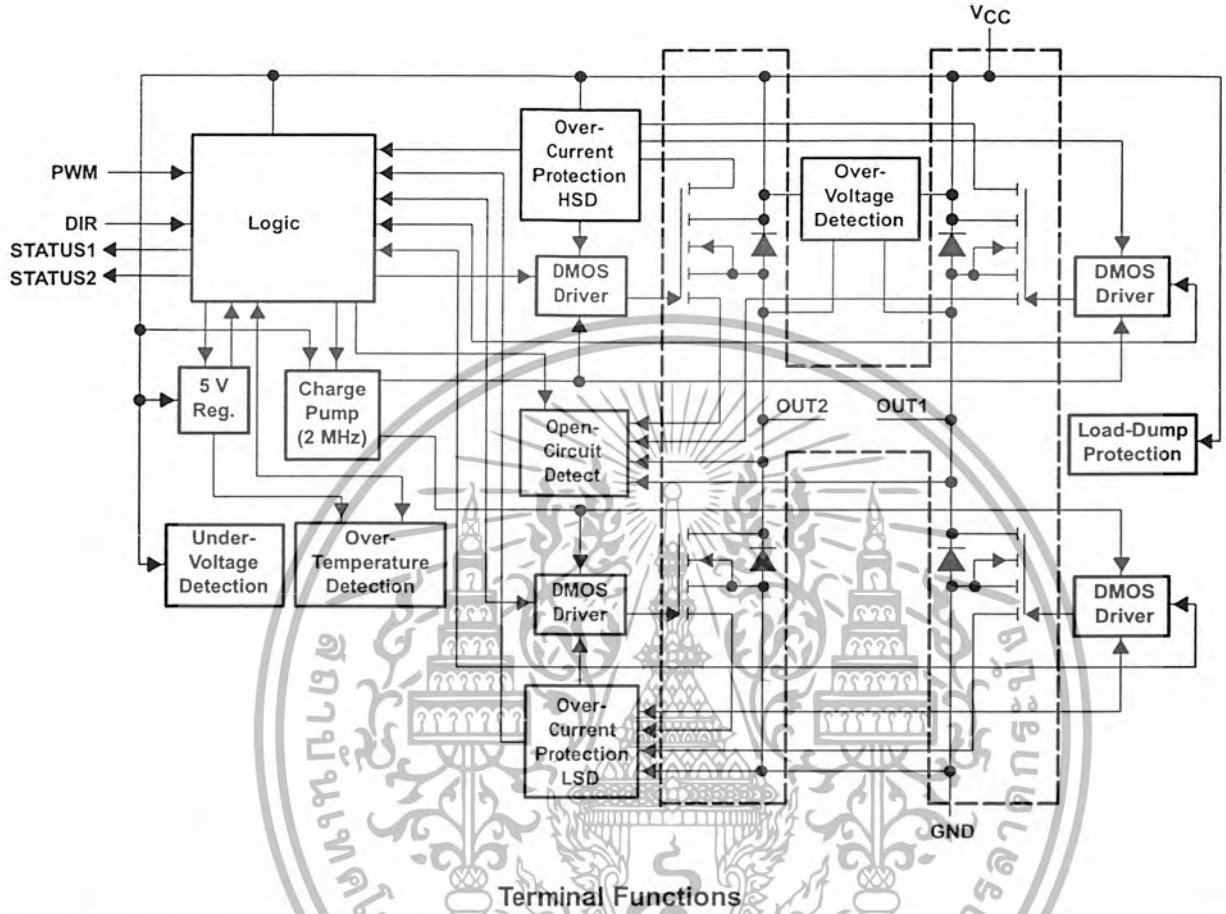 VCC
Over-
Current
Protection
HSD
Over-
Voltage
Detection
PWM
DIR
STATUS1
STATUS2
Logic
DMOS
Driver
DMOS
Driver
5 V
Reg.
Charge
Pump
(2 MHz)
Open-
Circuit
Detect
OUT2
OUT1
Load-Dump
Protection
Under-
Voltage
Detection
Over-
Temperature
Detection
DMOS
Driver
DMOS
Driver
Over-
Current
Protection
LSD
GND
Terminal Functions